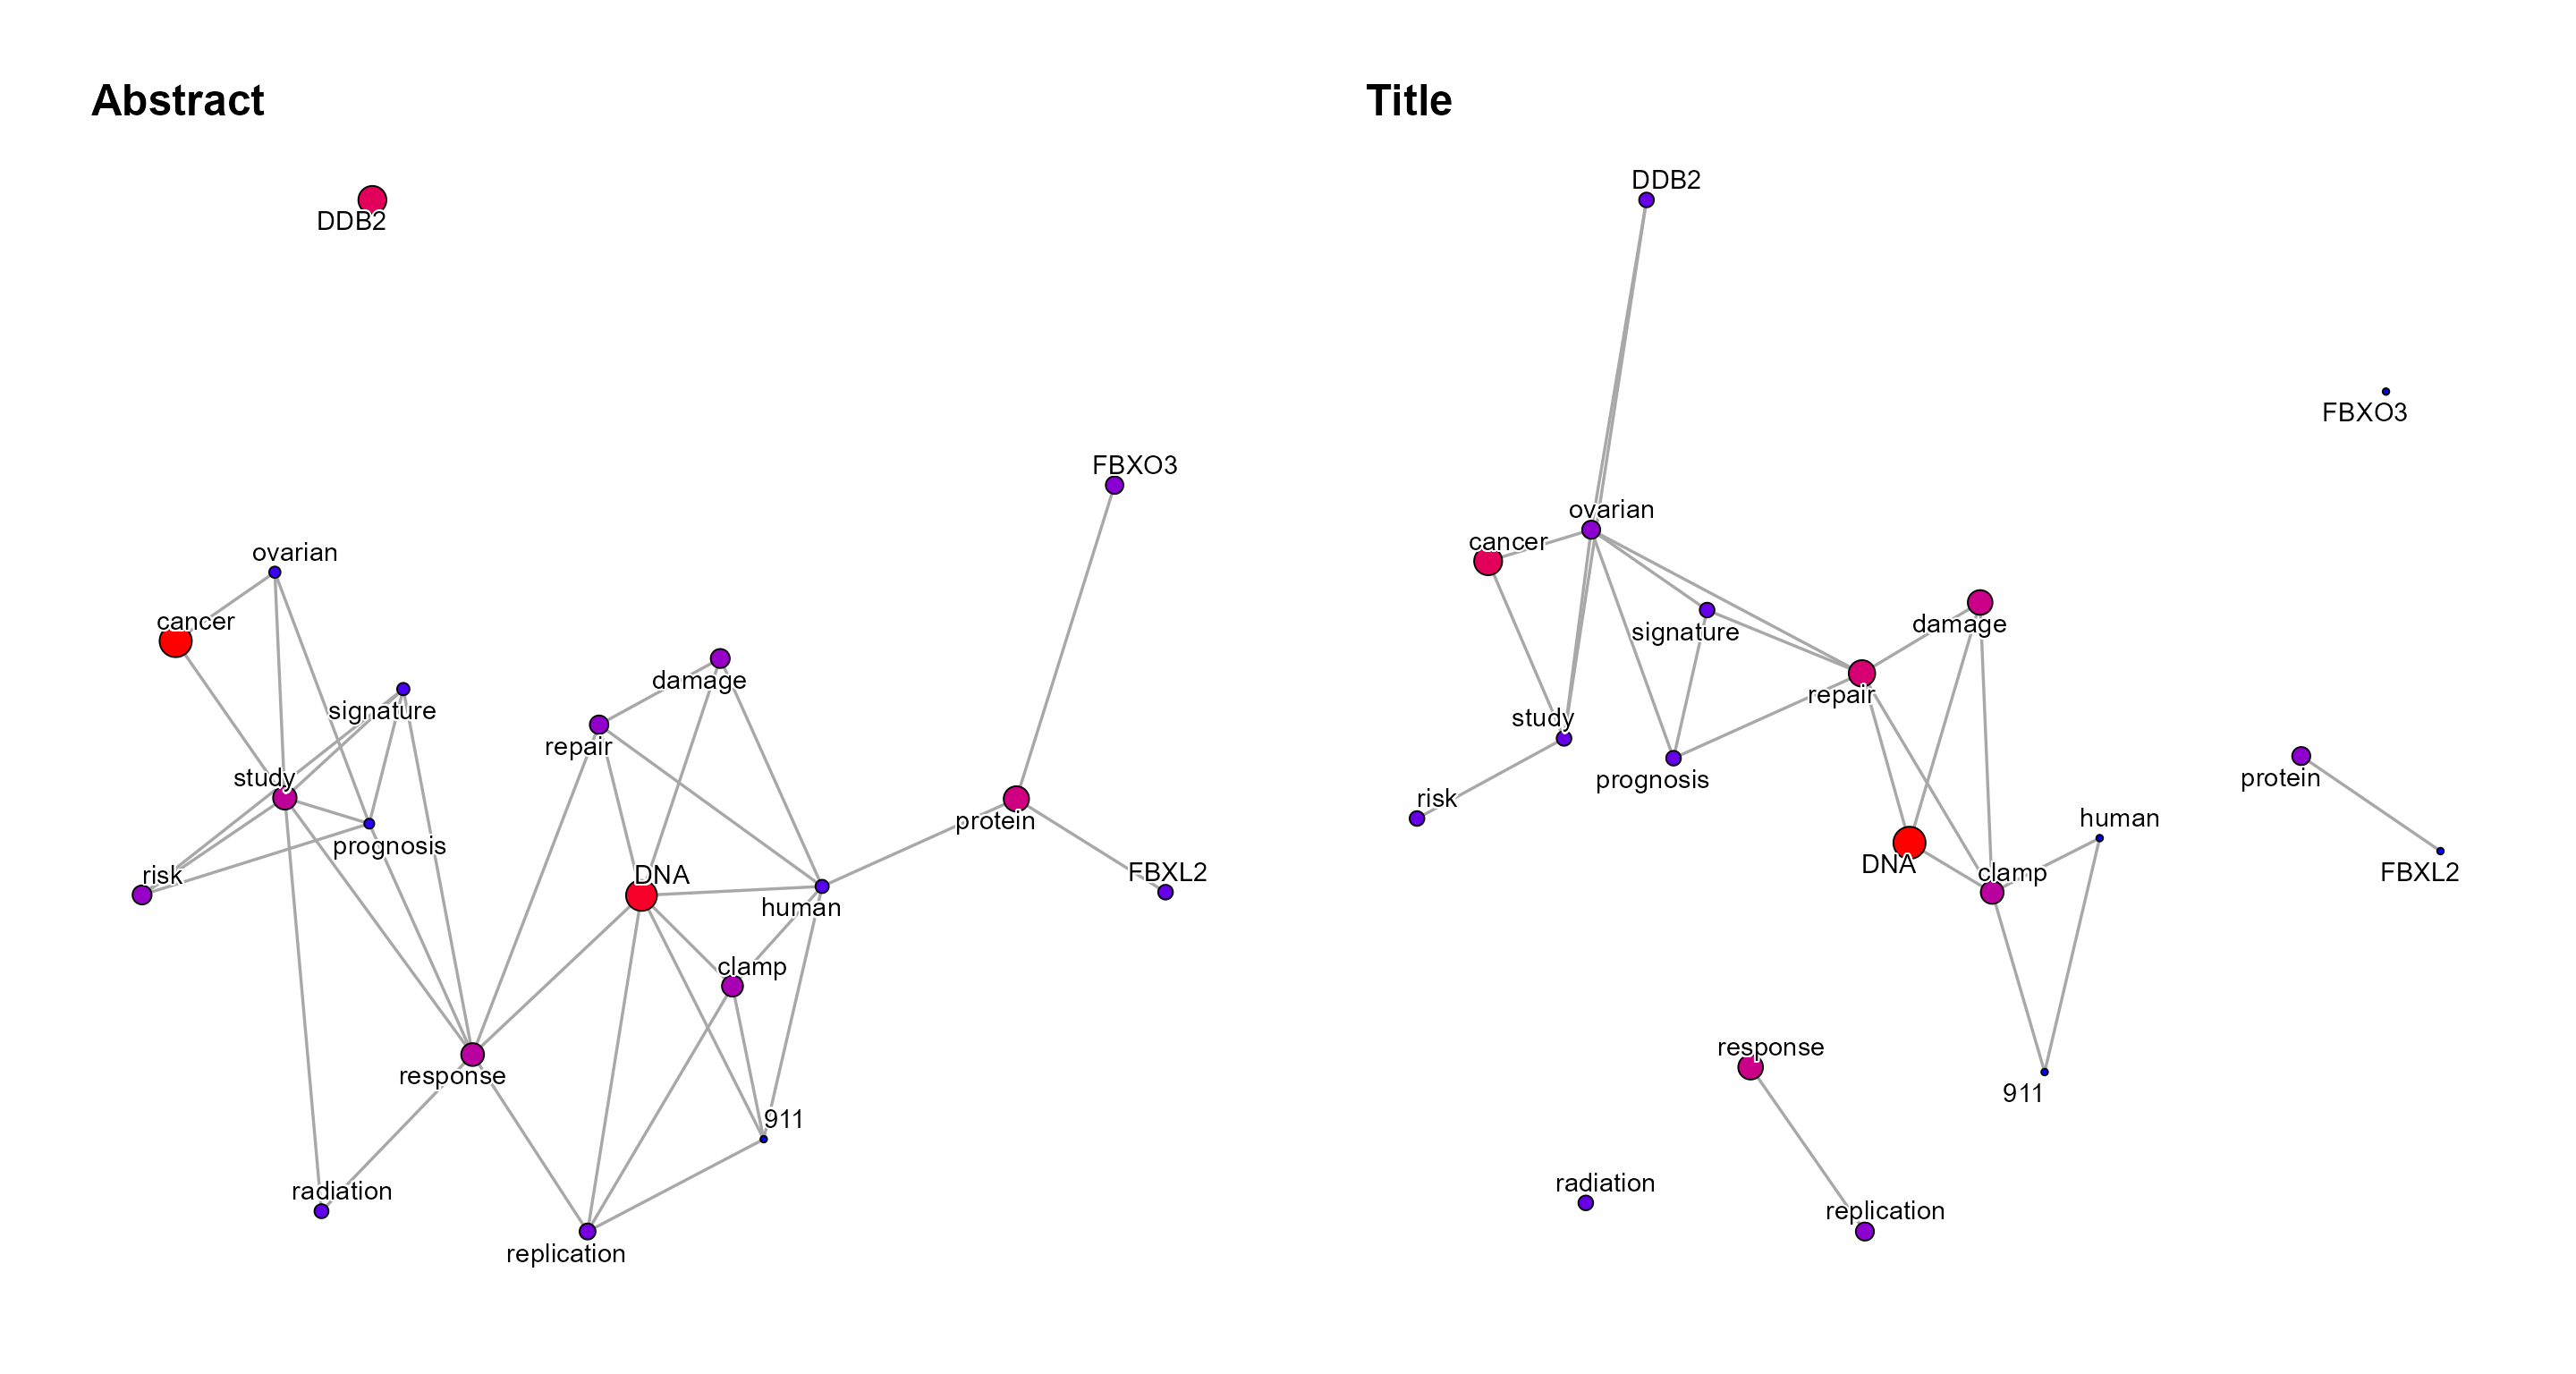 Abstract
DDB2
FBXO3
ovarian
cancer
damage
signature
repair
study
protein
prognosis
risk
DNA
FBXL2
human
clamp
response
911
radiation
replication
Title
DDB2
FBXO3
ovarian
cancer
damage
signature
repair
study
protein
prognosis
risk
human
DNA
clamp
FBXL2
response
911
radiation
replication